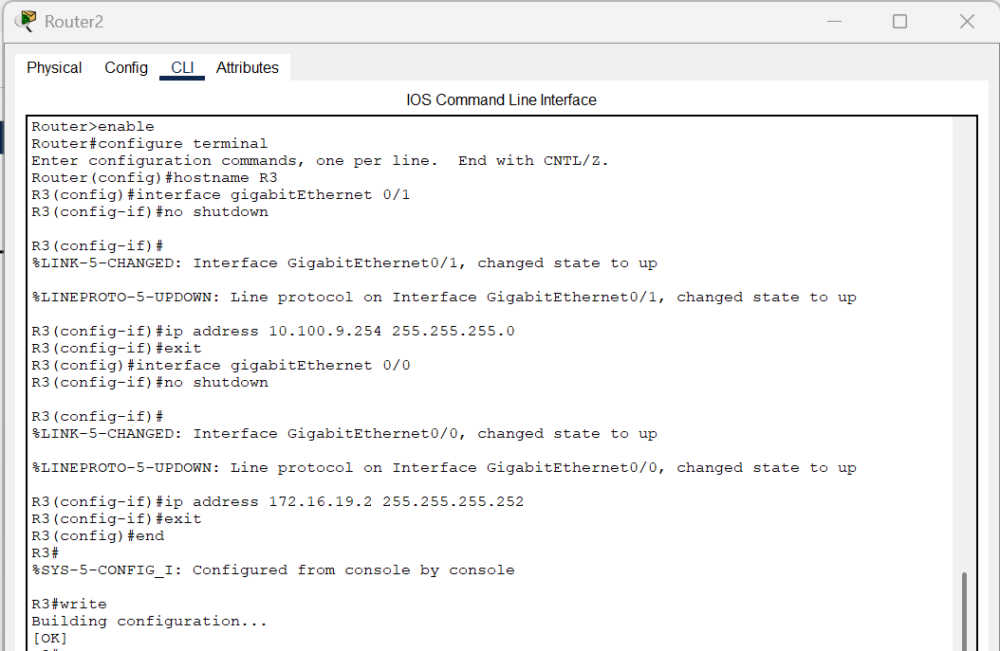 Router2
Physical Config CLI Attributes
IOS Command Line Interface
Router>enable
Router#configure terminal
Enter configuration commands, one per line.  End with CNTL/Z.
Router(config)#hostname R3
R3(config)#interface gigabitEthernet 0/1
R3(config-if)#no shutdown
R3(config-if)#
%LINK-5-CHANGED: Interface GigabitEthernet0/1, changed state to up
%LINEPROTO-5-UPDOWN: Line protocol on Interface GigabitEthernet0/1, changed state to up
R3(config-if)#ip address 10.100.9.254 255.255.255.0
R3(config-if)#exit
R3(config)#interface gigabitEthernet 0/0
R3(config-if)#no shutdown
R3(config-if)#
%LINK-5-CHANGED: Interface GigabitEthernet0/0, changed state to up
%LINEPROTO-5-UPDOWN: Line protocol on Interface GigabitEthernet0/0, changed state to up
R3(config-if)#ip address 172.16.19.2 255.255.255.252
R3(config-if)#exit
R3(config)#end
R3#
%SYS-5-CONFIG_I: Configured from console by console
R3#write
Building configuration...
[OK]